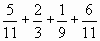 5/11 + 2/3 + 1/9 + 6/11